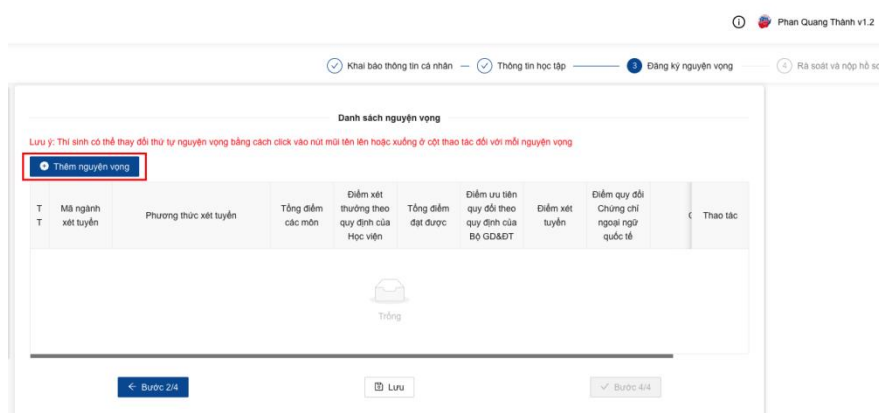 Phan Quang Thành v1.2
Khai báo thông tin cá nhân
Thông tin học tập
3 Đăng ký nguyện vọng
4 Rà soát và nộp hồ sơ
Danh sách nguyện vọng
Lưu ý: Thí sinh có thể thay đổi thứ tự nguyện vọng bằng cách click vào nút mũi tên lên hoặc xuống ở cột thao tác đối với mỗi nguyện vọng
Thêm nguyện vọng
T
T
Mã ngành
xét tuyển
Phương thức xét tuyển
Tổng điểm
các môn
Điểm xét
thưởng theo
quy định của
Học viện
Tổng điểm
đạt được
Điểm ưu tiên
quy đổi theo
quy định của
Bộ GD&ĐT
Điểm xét
tuyển
Điểm quy đổi
Chứng chỉ
ngoại ngữ
quốc tế
Thao tác
Trống
Bước 2/4
Lưu
Bước 4/4